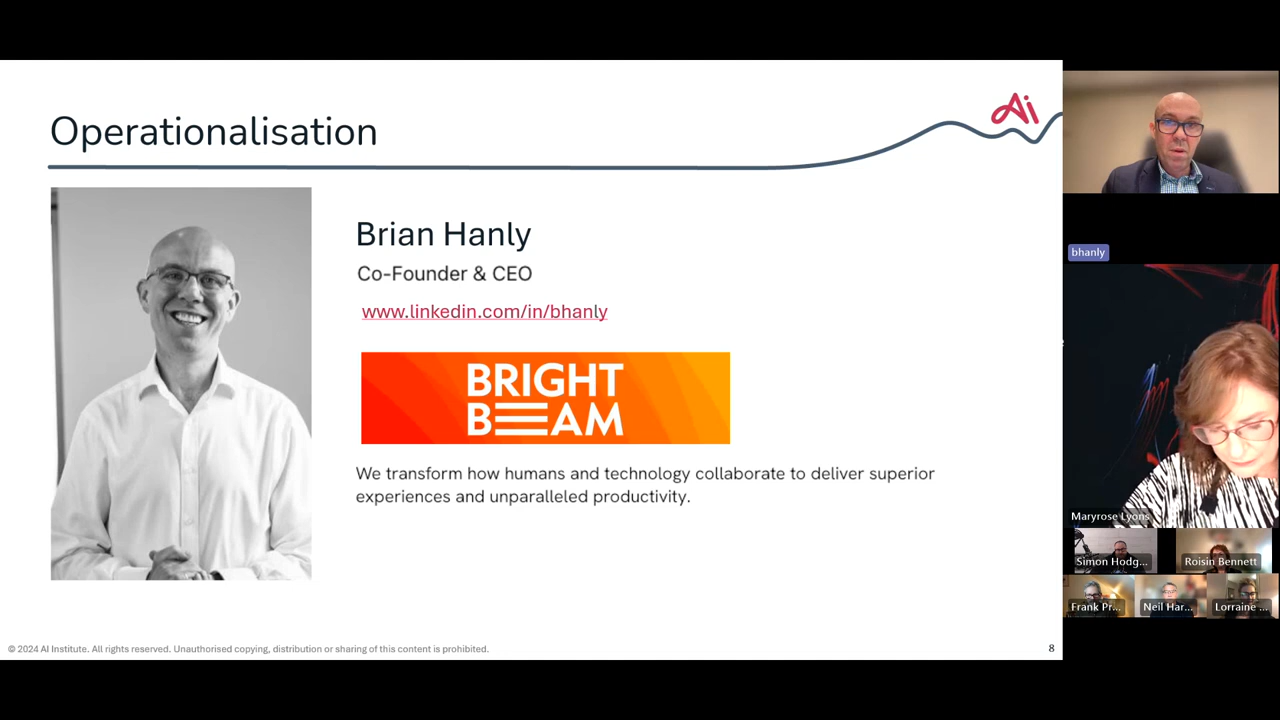 Operationalisation
Ai
Brian Hanly
Co-Founder & CEO
www.linkedin.com/in/bhanly
BRIGHT
BEAM
We transform how humans and technology collaborate to deliver superior
experiences and unparalleled productivity.
© 2024 AI Institute. All rights reserved. Unauthorised copying, distribution or sharing of this content is prohibited.
8
bhanly
Maryrose Lyons
Simon Hodg...
Roisin Bennett
Frank Pr...
Neil Har...
Lorraine ...